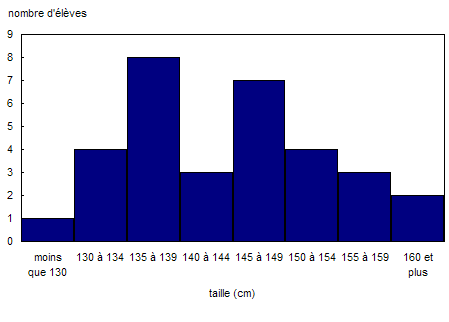 nombre d'élèves
9
8
7
6
5
4
3
2
1
0
moins que 130
130 à 134
135 à 139
140 à 144
145 à 149
150 à 154
155 à 159
160 et plus
taille (cm)